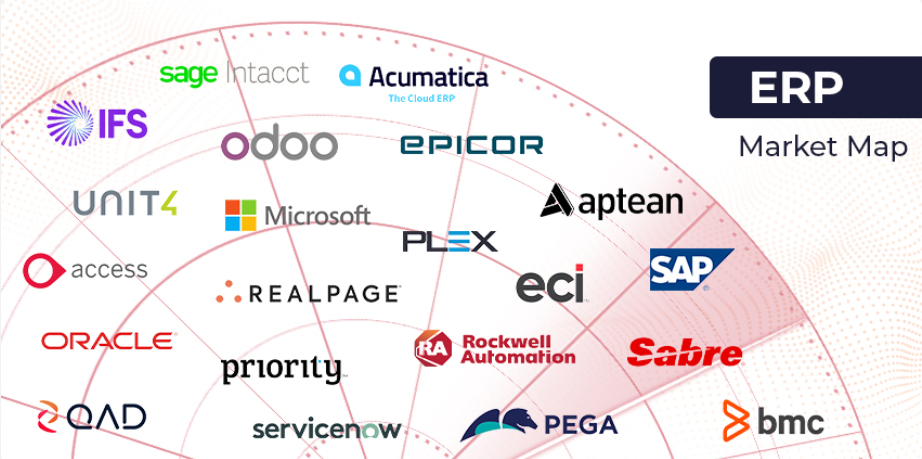 sage Intacct
Acumatica
The Cloud ERP
ERP
Market Map
IFS
odoo
EPICOR
UNIT4
Microsoft
aptean
PLEX
access
REALPAGE
eci
SAP
ORACLE
priority
RA
Rockwell
Automation
Sabre
QAD
servicenow
PEGA
bmc